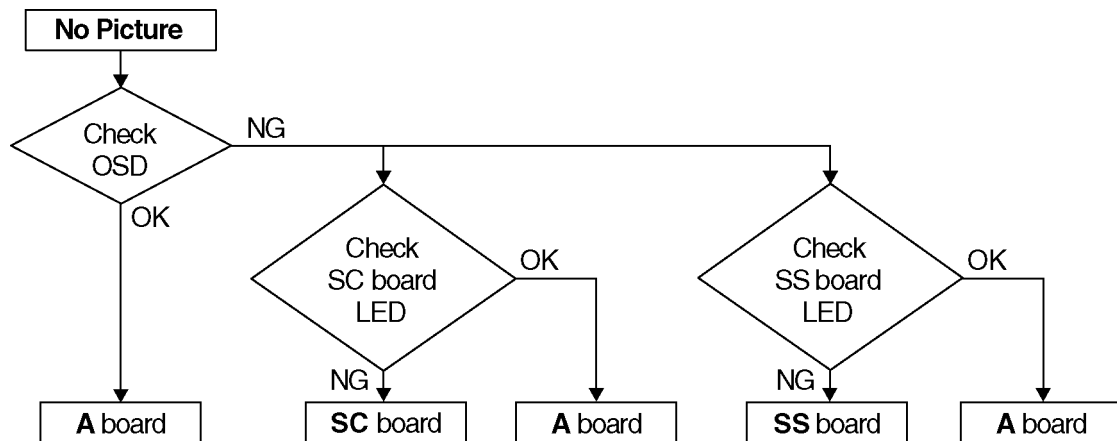 No Picture
Check
OSD
NG
OK
Check
SC board
LED
OK
NG
Check
SS board
LED
OK
NG
A board
SC board
A board
SS board
A board